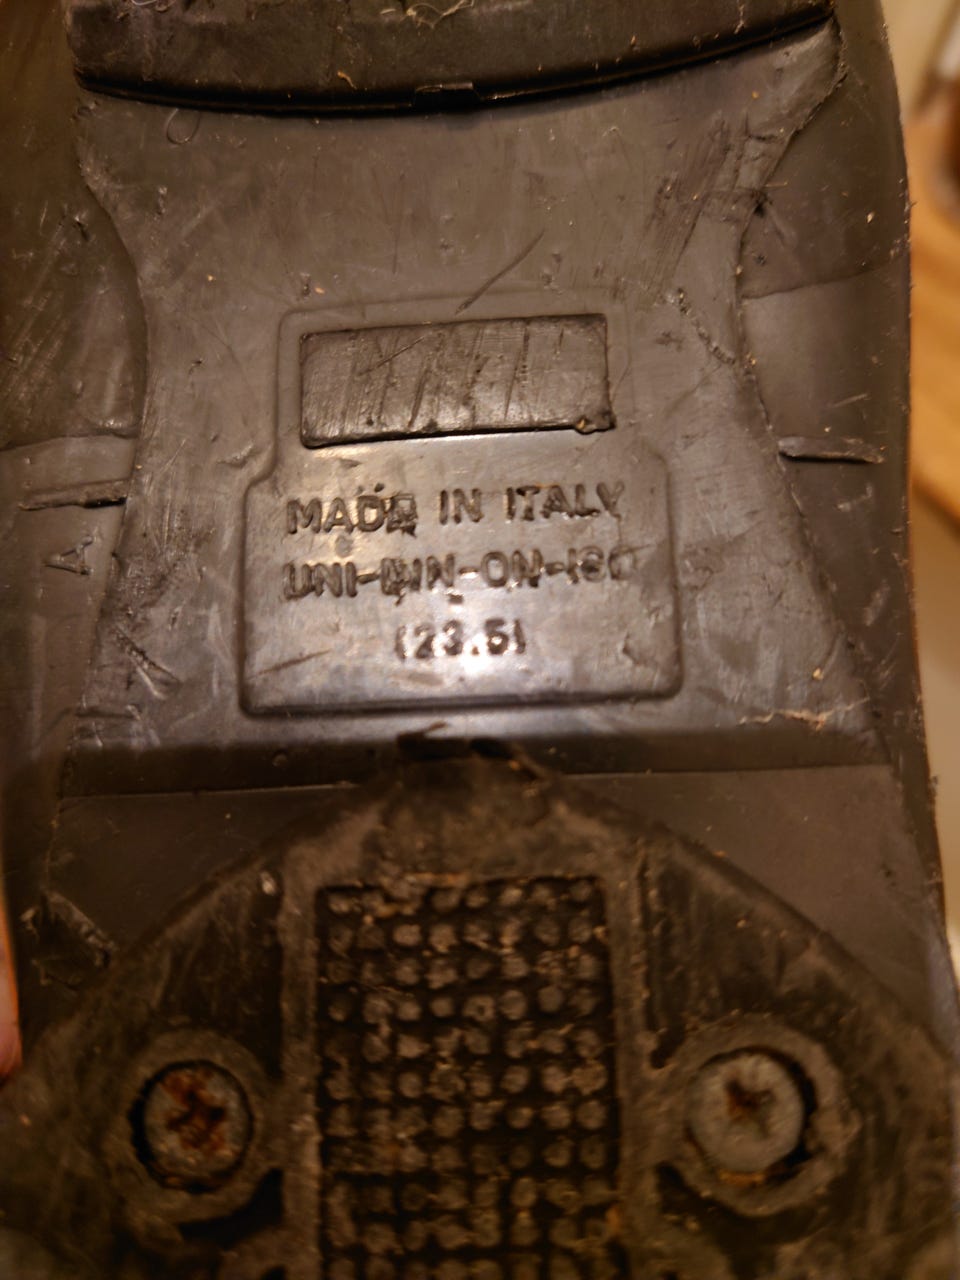 MADE IN ITALY
UNI-DIN-ON-ISO
(23.5)
A